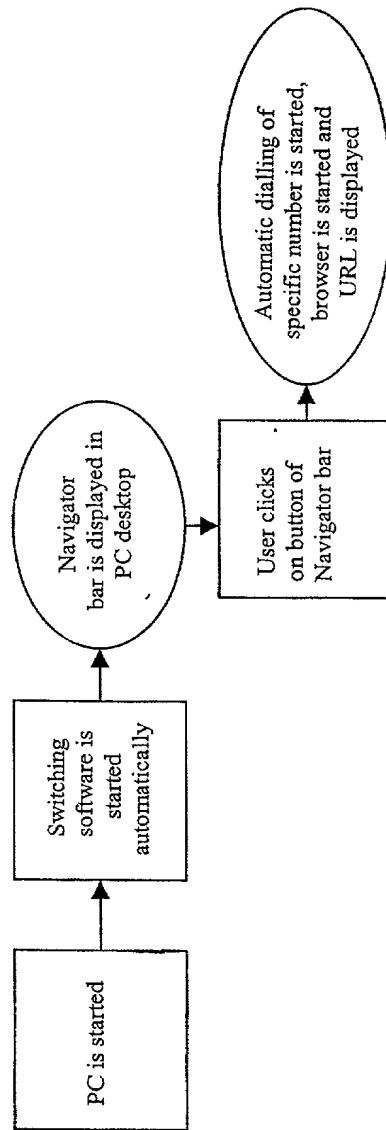 PC is started
Switching
software is
started
automatically
Navigator
bar is displayed in
PC desktop
User clicks
on button of
Navigator bar
Automatic dialling of
specific number is started,
browser is started and
URL is displayed